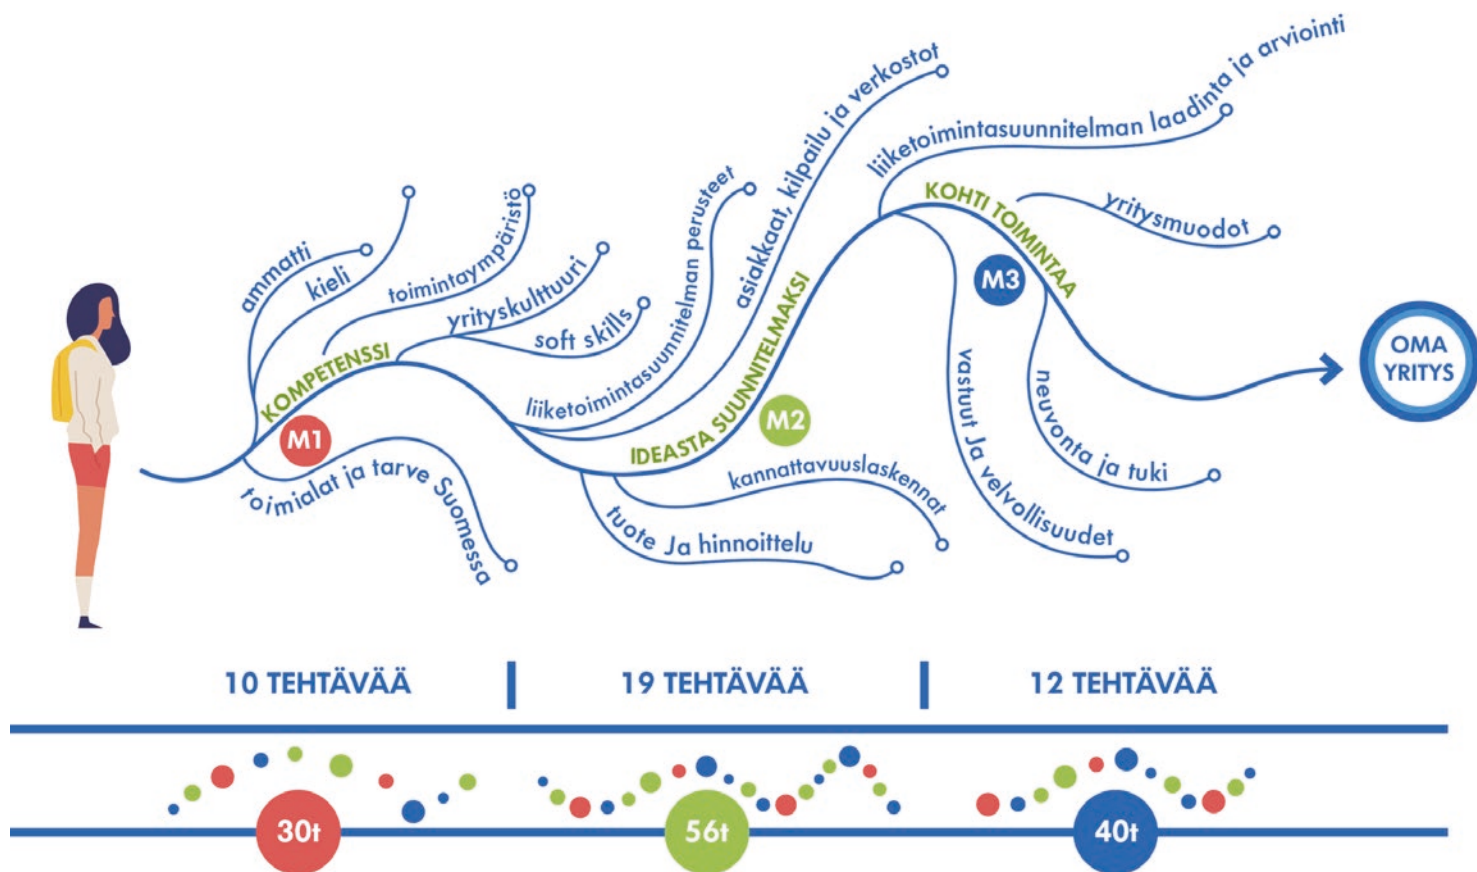 ammatti
kieli
toimintaympäristö
yrityskulttuuri
soft skills
KOMPETENSSI
M1
toimialat ja tarve Suomessa
liiketoimintasuunnitelman perusteet
asiakkaat, kilpailu ja verkostot
IDEASTA SUUNNITELMAKSI
M2
kannattavuuslaskennat
tuote Ja hinnoittelu
liiketoimintasuunnitelman laadinta ja arviointi
KOHTI TOIMINTAA
yritysmuodot
M3
vastuut Ja velvollisuudet
neuvonta ja tuki
OMA
YRITYS
10 TEHTÄVÄÄ
19 TEHTÄVÄÄ
12 TEHTÄVÄÄ
30t
56t
40t